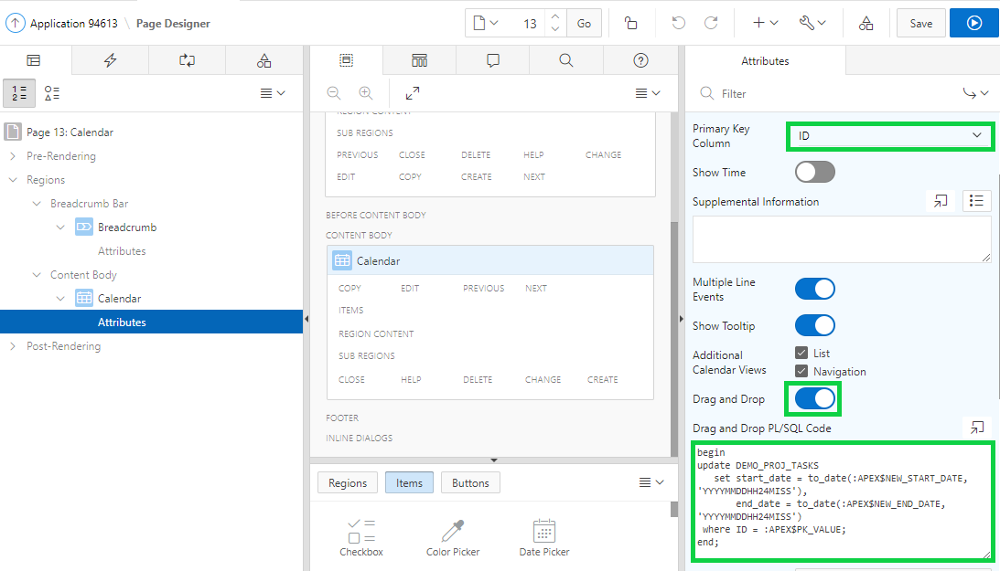 Application 94613 \ Page Designer
13
Go
Save
1
2
Page 13: Calendar
Pre-Rendering
Regions
Breadcrumb Bar
Breadcrumb
Attributes
Content Body
Calendar
Attributes
Post-Rendering
REGION CONTENT
SUB REGIONS
PREVIOUS CLOSE DELETE HELP CHANGE
EDIT COPY CREATE NEXT
BEFORE CONTENT BODY
CONTENT BODY
Calendar
COPY EDIT PREVIOUS NEXT
ITEMS
REGION CONTENT
SUB REGIONS
CLOSE HELP DELETE CHANGE CREATE
FOOTER
INLINE DIALOGS
Regions Items Buttons
Checkbox Color Picker Date Picker
Attributes
Filter
Primary Key
Column
ID
Show Time
Supplemental Information
Multiple Line
Events
Show Tooltip
Additional
Calendar Views
List
Navigation
Drag and Drop
Drag and Drop PL/SQL Code
begin
update DEMO_PROJ_TASKS
set start_date = to_date(:APEX$NEW_START_DATE,
'YYYYMMDDHH24MISS'),
end_date = to_date(:APEX$NEW_END_DATE,
'YYYYMMDDHH24MISS')
where ID = :APEX$PK_VALUE;
end;